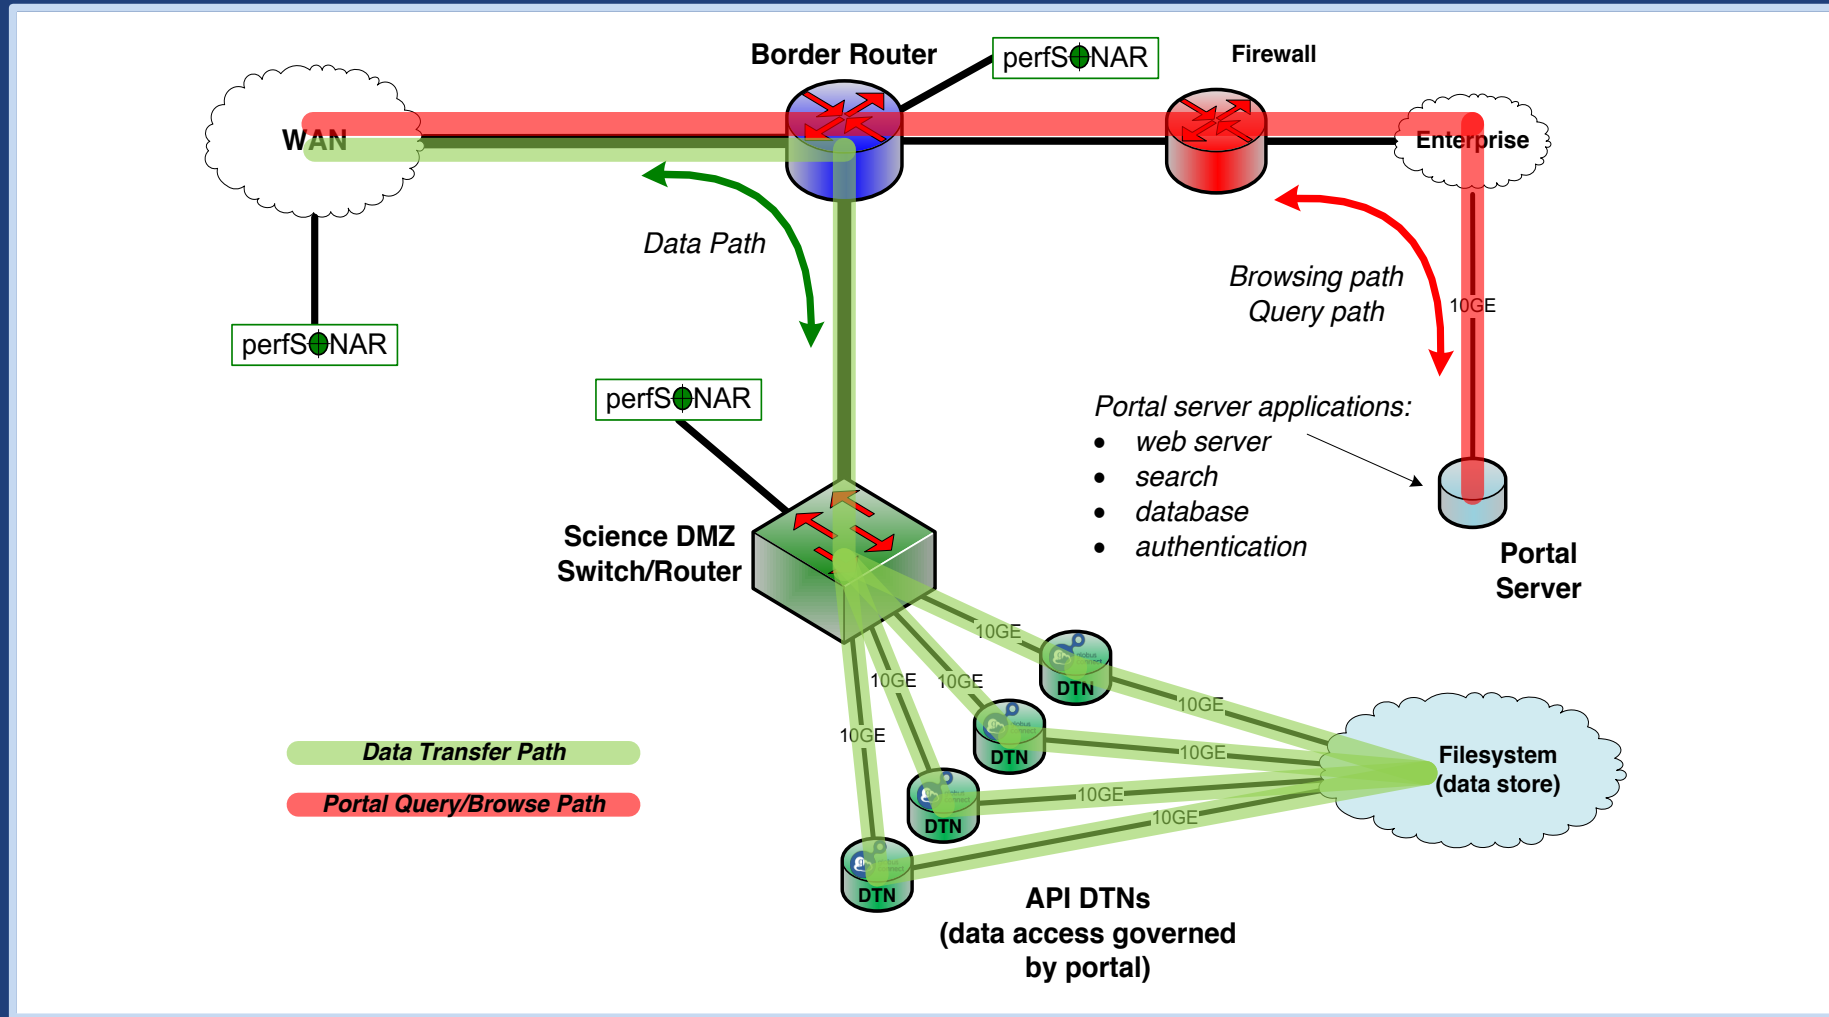 Border Router
perfSONAR
Firewall
WAN
Enterprise
Data Path
Browsing path
Query path
10GE
perfSONAR
perfSONAR
Portal server applications:
• web server
• search
• database
• authentication
Science DMZ
Switch/Router
Portal
Server
10GE
10GE
10GE
10GE
DTN
10GE
DTN
10GE
DTN
10GE
DTN
10GE
Filesystem
(data store)
Data Transfer Path
Portal Query/Browse Path
API DTNs
(data access governed
by portal)